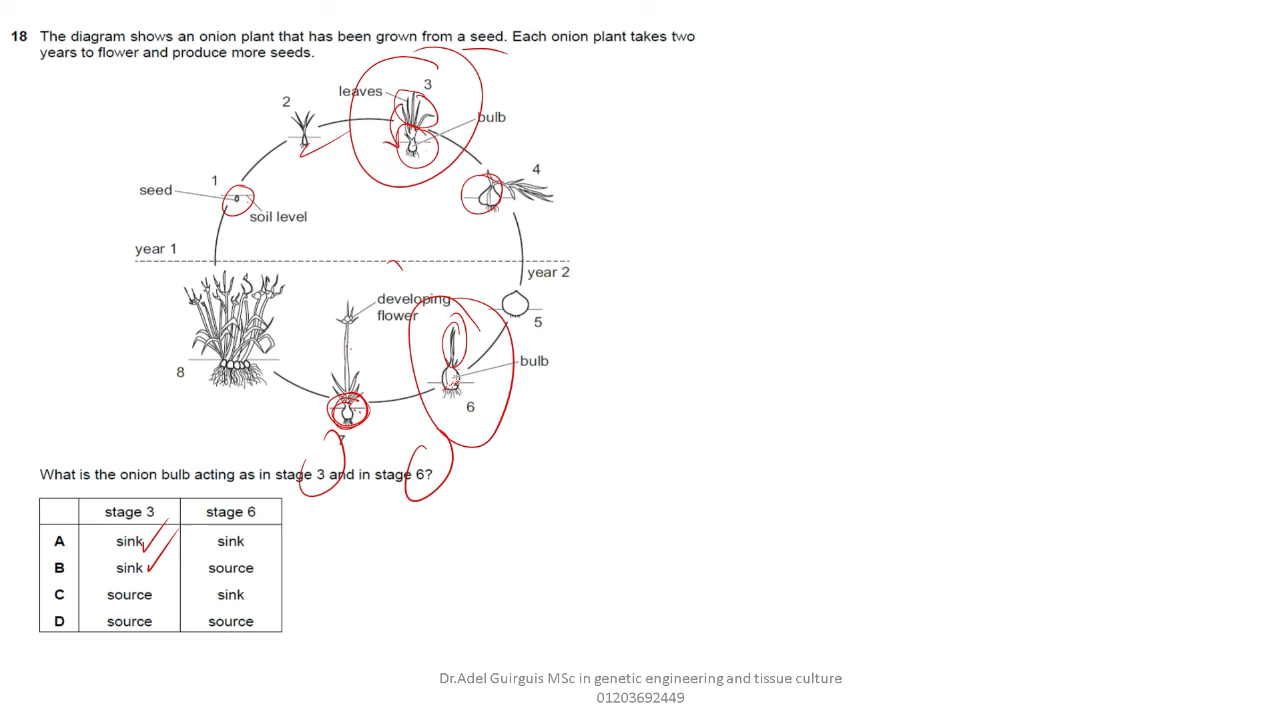 18 The diagram shows an onion plant that has been grown from a seed. Each onion plant takes two
years to flower and produce more seeds.
leaves
3
2
bulb
1
4
seed
soil level
year 1
year 2
developing
flower
5
bulb
8
6
7
What is the onion bulb acting as in stage 3 and in stage 6?
stage 3 stage 6
A sink sink
B sink source
C source sink
D source source
Dr.Adel Guirguis MSc in genetic engineering and tissue culture
01203692449